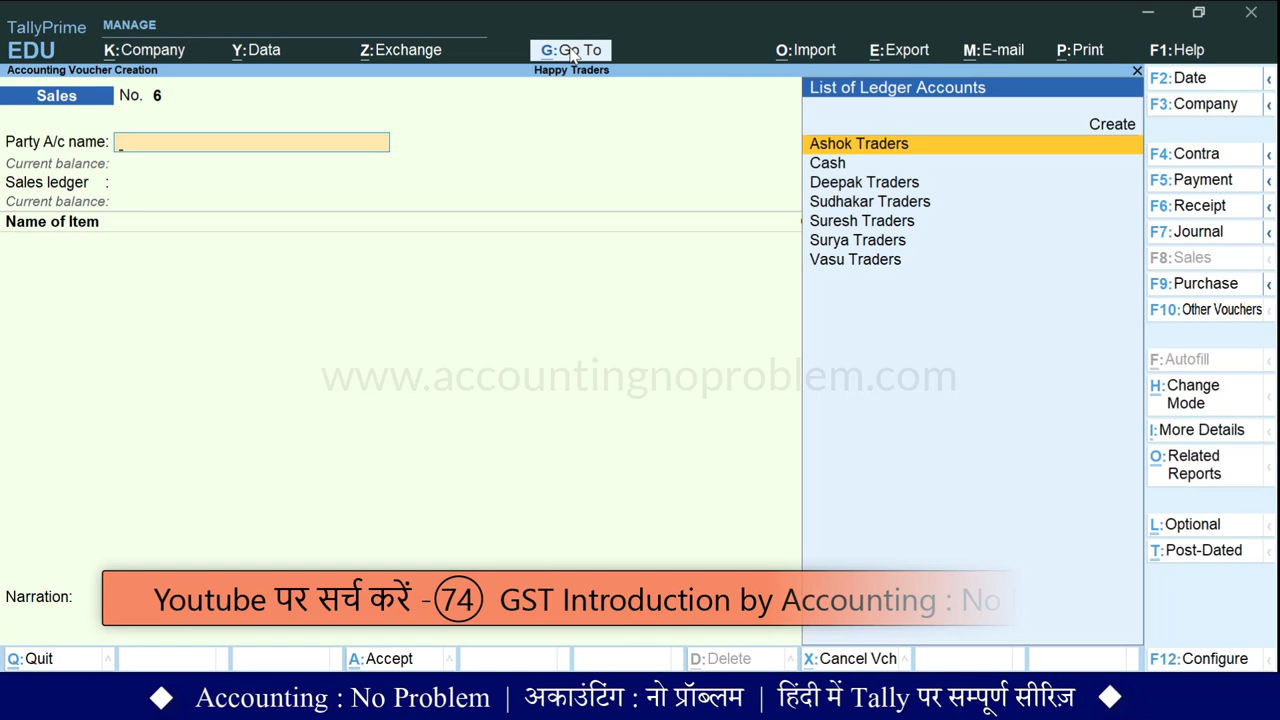 TallyPrime
EDU
MANAGE
K:Company Y:Data Z:Exchange G:Go To O:Import E:Export M:E-mail P:Print F1:Help
Accounting Voucher Creation Happy Traders
Sales No. 6
Party A/c name:
Current balance:
Sales ledger :
Current balance:
Name of Item
List of Ledger Accounts
Create
Ashok Traders
Cash
Deepak Traders
Sudhakar Traders
Suresh Traders
Surya Traders
Vasu Traders
F2:Date
F3:Company
F4:Contra
F5:Payment
F6:Receipt
F7:Journal
F8:Sales
F9:Purchase
F10:Other Vouchers
F:Autofill
H:Change
Mode
I:More Details
O:Related
Reports
L:Optional
T:Post-Dated
www.accountingnoproblem.com
Narration:
Youtube पर सर्च करें - 74 GST Introduction by Accounting : No
Q:Quit A:Accept D:Delete X:Cancel Vch F12:Configure
Accounting : No Problem | अकाउंटिंग : नो प्रॉब्लम | हिंदी में Tally पर सम्पूर्ण सीरिज़